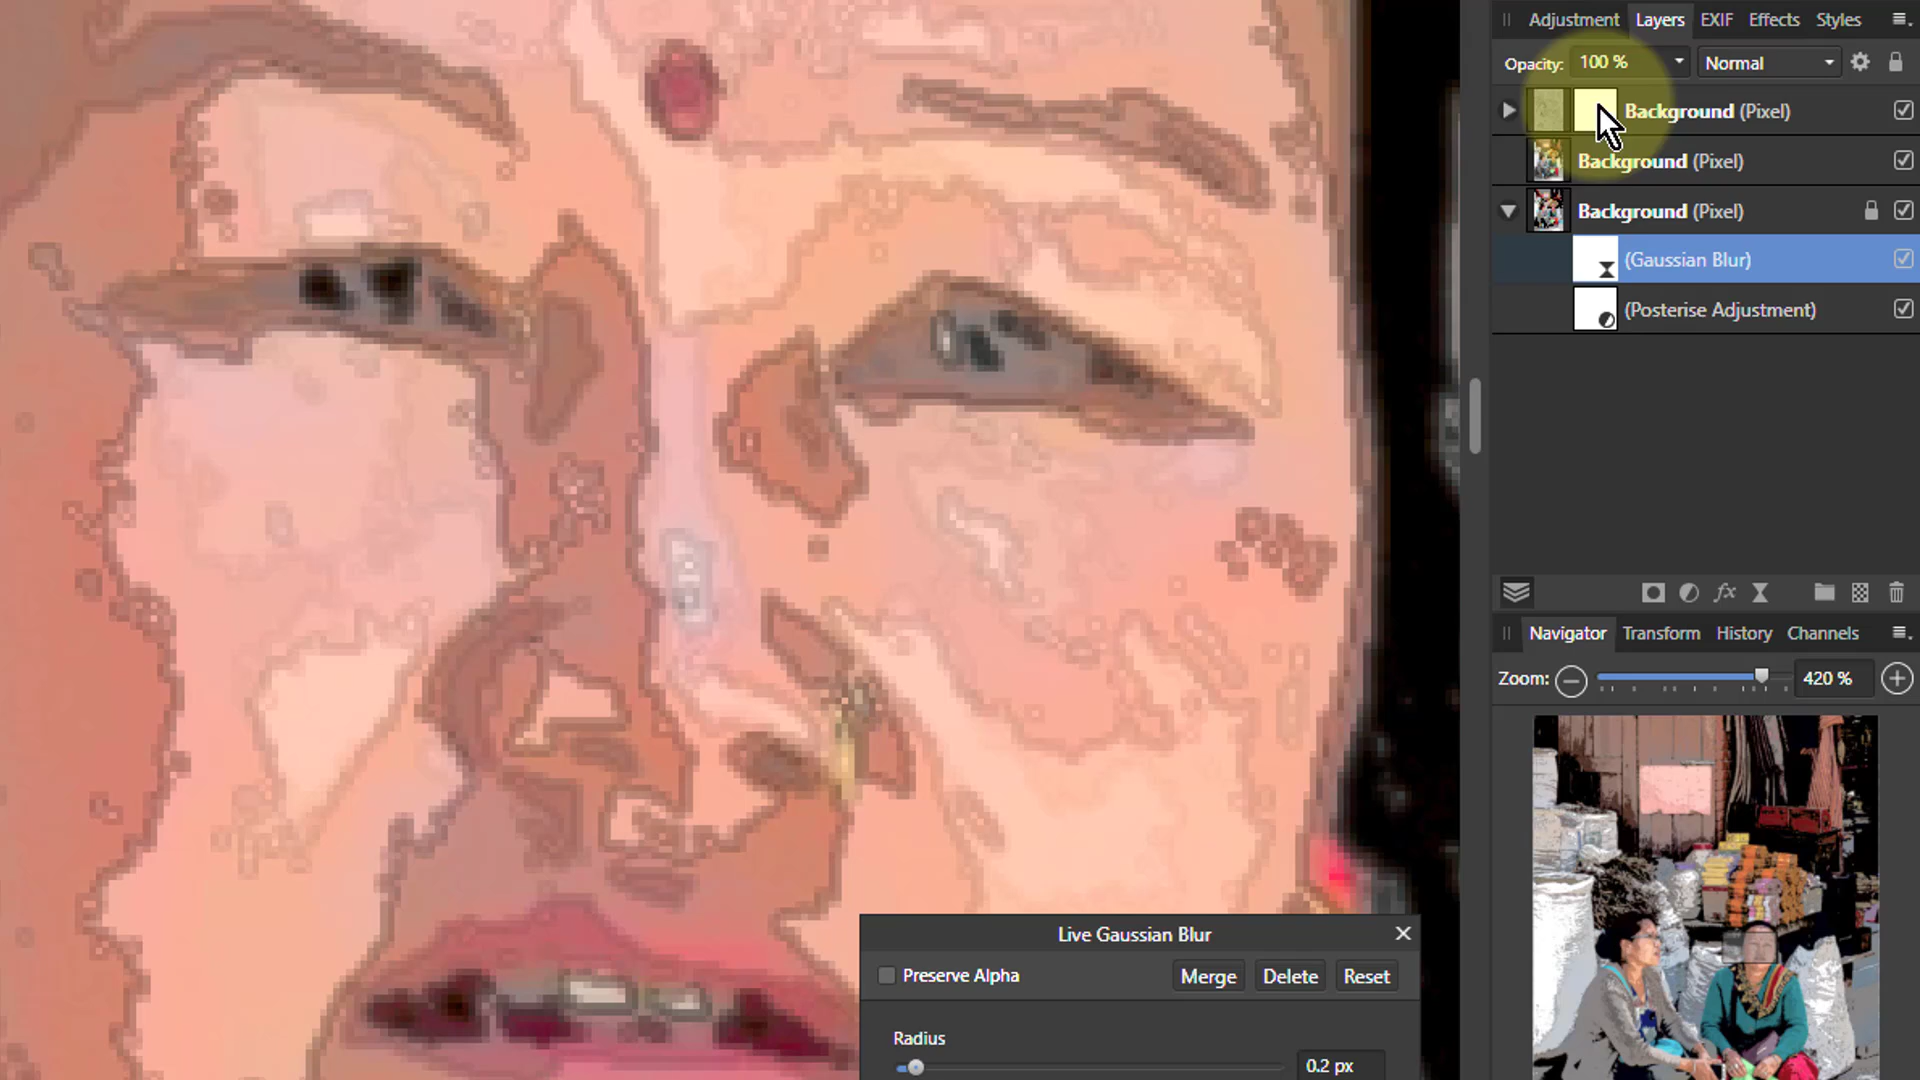 Adjustment Layers EXIF Effects Styles
Opacity: 100 % Normal
Background (Pixel)
Background (Pixel)
Background (Pixel)
(Gaussian Blur)
(Posterise Adjustment)
fx
Navigator Transform History Channels
Zoom: 420 %
Live Gaussian Blur
Preserve Alpha Merge Delete Reset
Radius
0.2 px